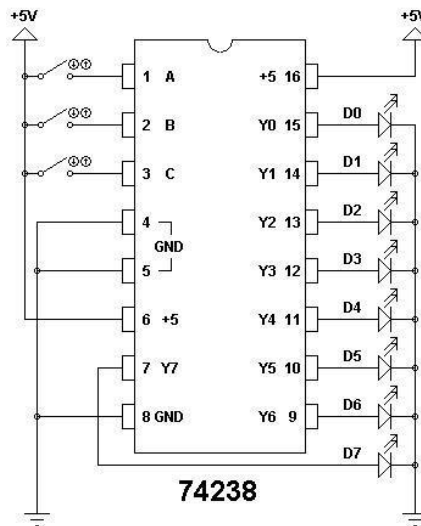 +5V +5V
1 A +5 16
2 B Y0 15 D0
3 C Y1 14 D1
4 Y2 13 D2
GND
5 Y3 12 D3
6 +5 Y4 11 D4
7 Y7 Y5 10 D5
8 GND Y6 9 D6
D7
74238